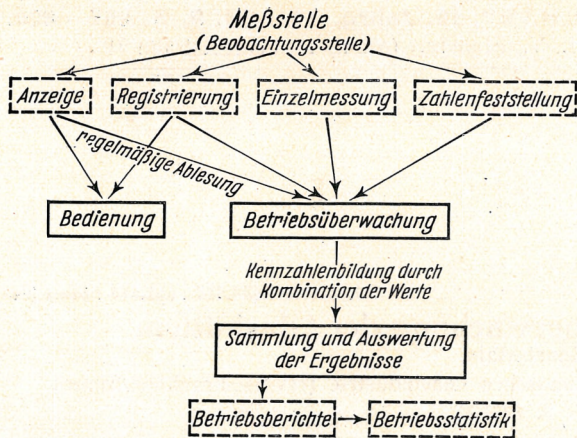 Meßstelle
(Beobachtungsstelle)
Anzeige
Registrierung
Einzelmessung
Zahlenfeststellung
regelmäßige Ablesung
Bedienung
Betriebsüberwachung
Kennzahlenbildung durch
Kombination der Werte
Sammlung und Auswertung
der Ergebnisse
Betriebsberichte
Betriebsstatistik